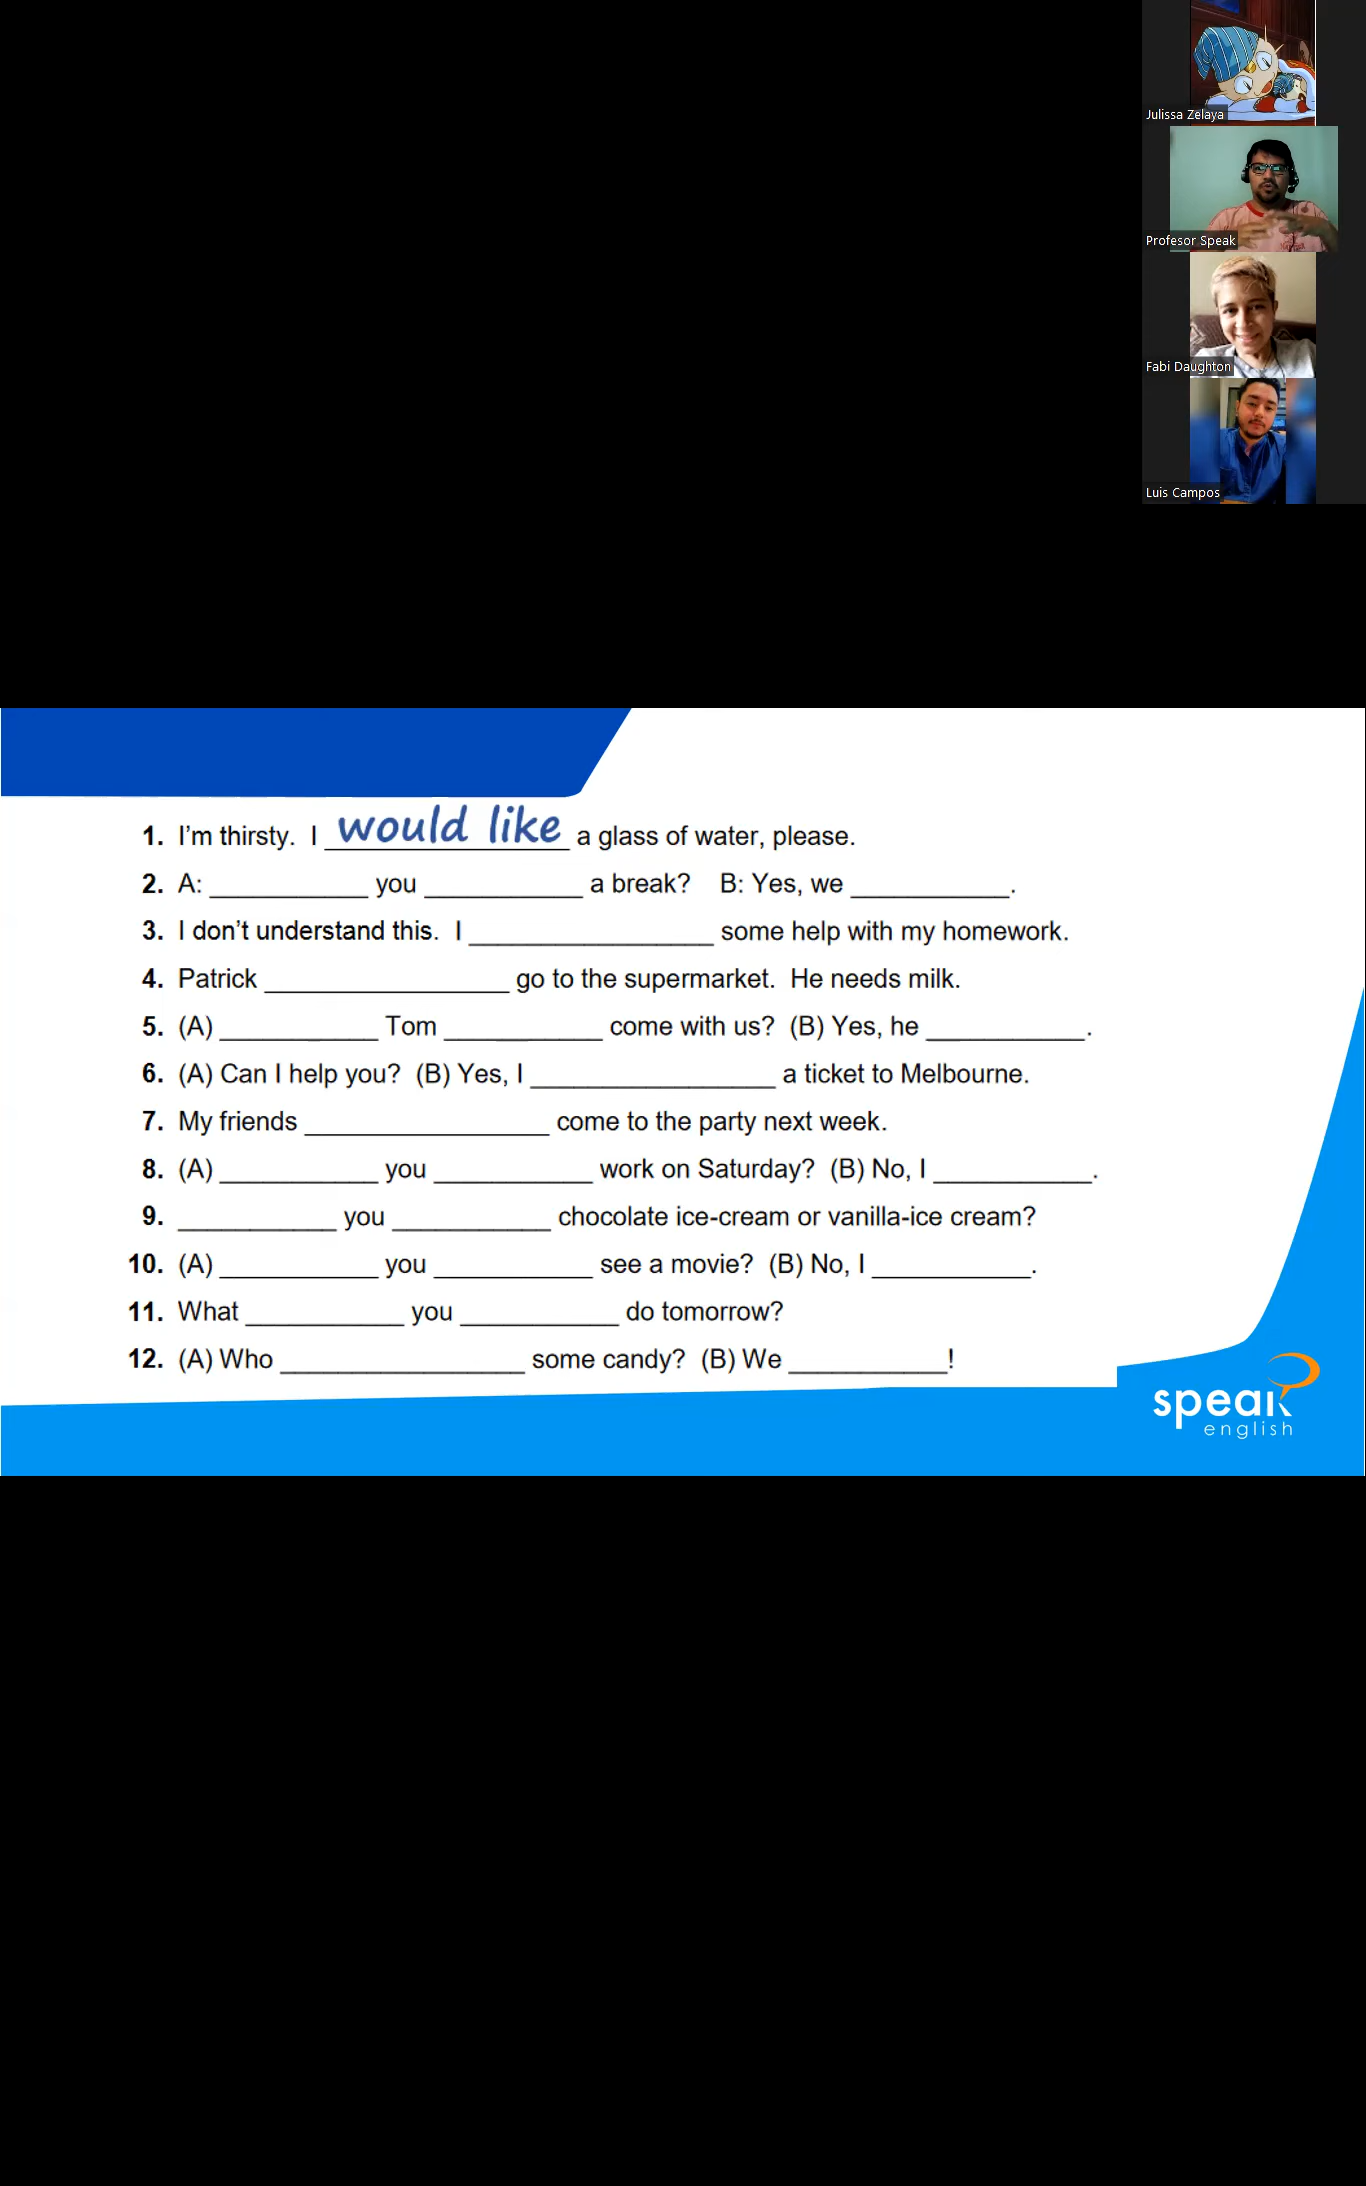 Julissa Zelaya
Profesor Speak
Fabi Daughton
Luis Campos
1. I'm thirsty. I would like a glass of water, please.
2. A: ___________ you ___________ a break? B: Yes, we ___________.
3. I don't understand this. I _________________ some help with my homework.
4. Patrick _________________ go to the supermarket. He needs milk.
5. (A) ___________ Tom ___________ come with us? (B) Yes, he ___________.
6. (A) Can I help you? (B) Yes, I _________________ a ticket to Melbourne.
7. My friends _________________ come to the party next week.
8. (A) ___________ you ___________ work on Saturday? (B) No, I ___________.
9. ___________ you ___________ chocolate ice-cream or vanilla-ice cream?
10. (A) ___________ you ___________ see a movie? (B) No, I ___________.
11. What ___________ you ___________ do tomorrow?
12. (A) Who _________________ some candy? (B) We ___________!
speak
english